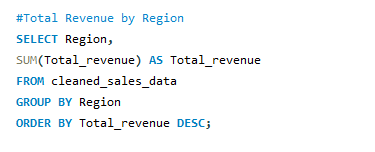 #Total Revenue by Region
SELECT Region,
SUM(Total_revenue) AS Total_revenue
FROM cleaned_sales_data
GROUP BY Region
ORDER BY Total_revenue DESC;